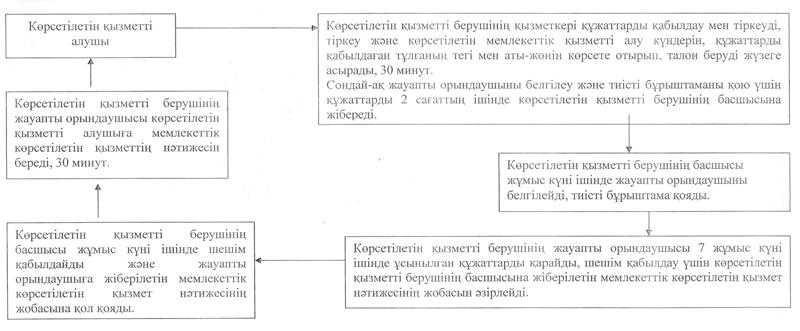 Көрсетілетін қызметті
алушы
Көрсетілетін қызметті берушінің қызметкері құжаттарды қабылдау мен тіркеуді,
тіркеу және көрсетілетін мемлекеттік қызметті алу күндерін, құжаттарды
қабылдаған тұлғаның тегі мен аты-жөнін көрсете отырып, талон беруді жүзеге
асырады, 30 минут.
Сондай-ақ жауапты орындаушыны белгілеу және тиісті бұрыштаманы қою үшін
құжаттарды 2 сағаттың ішінде көрсетілетін қызметті берушінің басшысына
жібереді.
Көрсетілетін қызметті берушінің басшысы
жұмыс күні ішінде жауапты орындаушыны
белгілейді, тиісті бұрыштама қояды.
Көрсетілетін қызметті берушінің жауапты орындаушысы 7 жұмыс күні
ішінде ұсынылған құжаттарды қарайды, шешім қабылдау үшін көрсетілетін
қызметті берушінің басшысына жіберілетін мемлекеттік көрсетілетін қызмет
нәтижесінің жобасын әзірлейді.
Көрсетілетін қызметті берушінің
басшысы жұмыс күні ішінде шешім
қабылдайды және жауапты
орындаушыға жіберілетін мемлекеттік
көрсетілетін қызмет нәтижесінің
жобасына қол қояды.
Көрсетілетін қызметті берушінің
жауапты орындаушысы көрсетілетін
қызметті алушыға мемлекеттік
көрсетілетін қызметтің нәтижесін
береді, 30 минут.